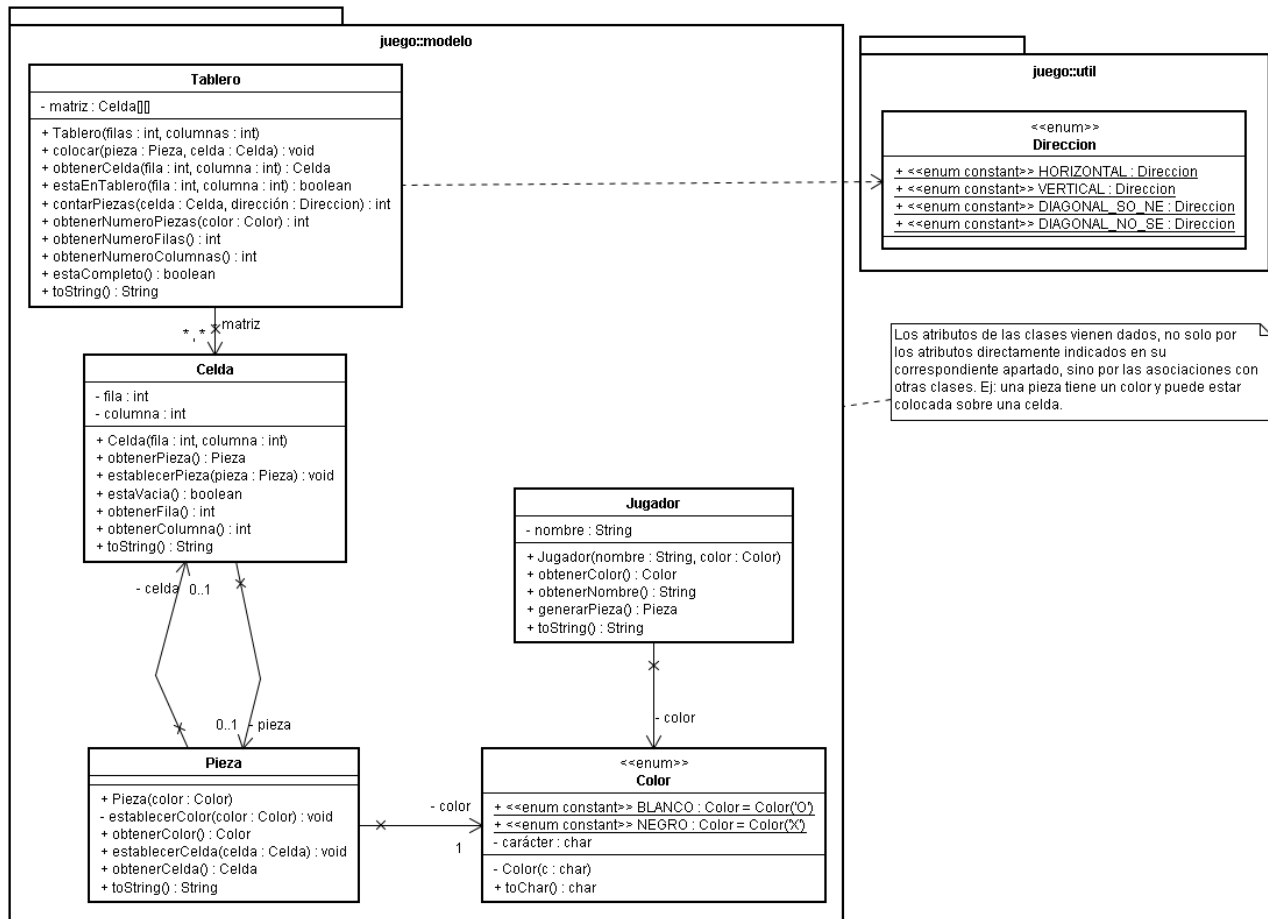 juego::modelo
Tablero
- matriz : Celda[][]
+ Tablero(filas : int, columnas : int)
+ colocar(pieza : Pieza, celda : Celda) : void
+ obtenerCelda(fila : int, columna : int) : Celda
+ estaEnTablero(fila : int, columna : int) : boolean
+ contarPiezas(celda : Celda, dirección : Direccion) : int
+ obtenerNumeroPiezas(color : Color) : int
+ obtenerNumeroFilas() : int
+ obtenerNumeroColumnas() : int
+ estaCompleto() : boolean
+ toString() : String
*,*
matriz
Celda
- fila : int
- columna : int
+ Celda(fila : int, columna : int)
+ obtenerPieza() : Pieza
+ establecerPieza(pieza : Pieza) : void
+ estaVacia() : boolean
+ obtenerFila() : int
+ obtenerColumna() : int
+ toString() : String
- celda
0..1
0..1
- pieza
Pieza
+ Pieza(color : Color)
- establecerColor(color : Color) : void
+ obtenerColor() : Color
+ establecerCelda(celda : Celda) : void
+ obtenerCelda() : Celda
+ toString() : String
- color
1
Jugador
- nombre : String
+ Jugador(nombre : String, color : Color)
+ obtenerColor() : Color
+ obtenerNombre() : String
+ generarPieza() : Pieza
+ toString() : String
- color
<<enum>>
Color
+ <<enum constant>> BLANCO : Color = Color('O')
+ <<enum constant>> NEGRO : Color = Color('X')
- carácter : char
- Color(c : char)
+ toChar() : char
juego::util
<<enum>>
Direccion
+ <<enum constant>> HORIZONTAL : Direccion
+ <<enum constant>> VERTICAL : Direccion
+ <<enum constant>> DIAGONAL_SO_NE : Direccion
+ <<enum constant>> DIAGONAL_NO_SE : Direccion
Los atributos de las clases vienen dados, no solo por
los atributos directamente indicados en su
correspondiente apartado, sino por las asociaciones con
otras clases. Ej: una pieza tiene un color y puede estar
colocada sobre una celda.